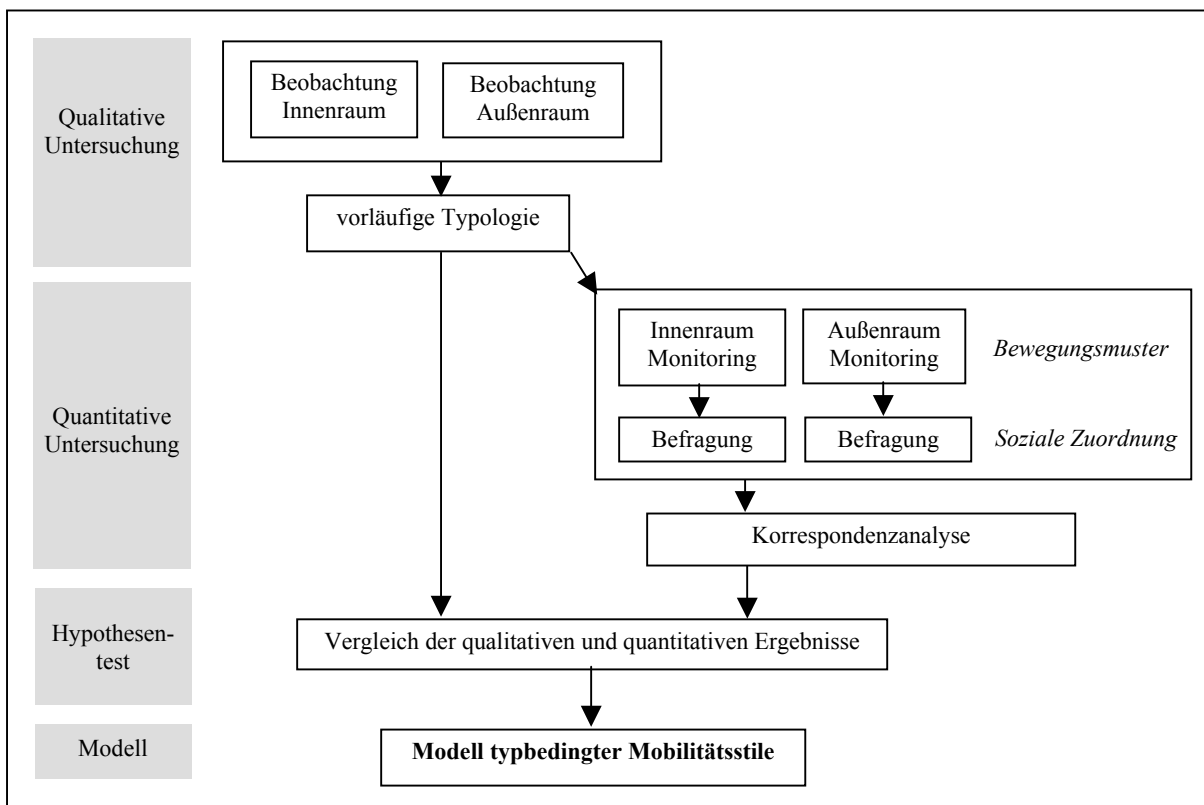 Qualitative
Untersuchung
Beobachtung
Innenraum
Beobachtung
Außenraum
vorläufige Typologie
Quantitative
Untersuchung
Innenraum
Monitoring
Außenraum
Monitoring
Bewegungsmuster
Befragung
Befragung
Soziale Zuordnung
Korrespondenzanalyse
Hypothesen-
test
Vergleich der qualitativen und quantitativen Ergebnisse
Modell
Modell typbedingter Mobilitätsstile